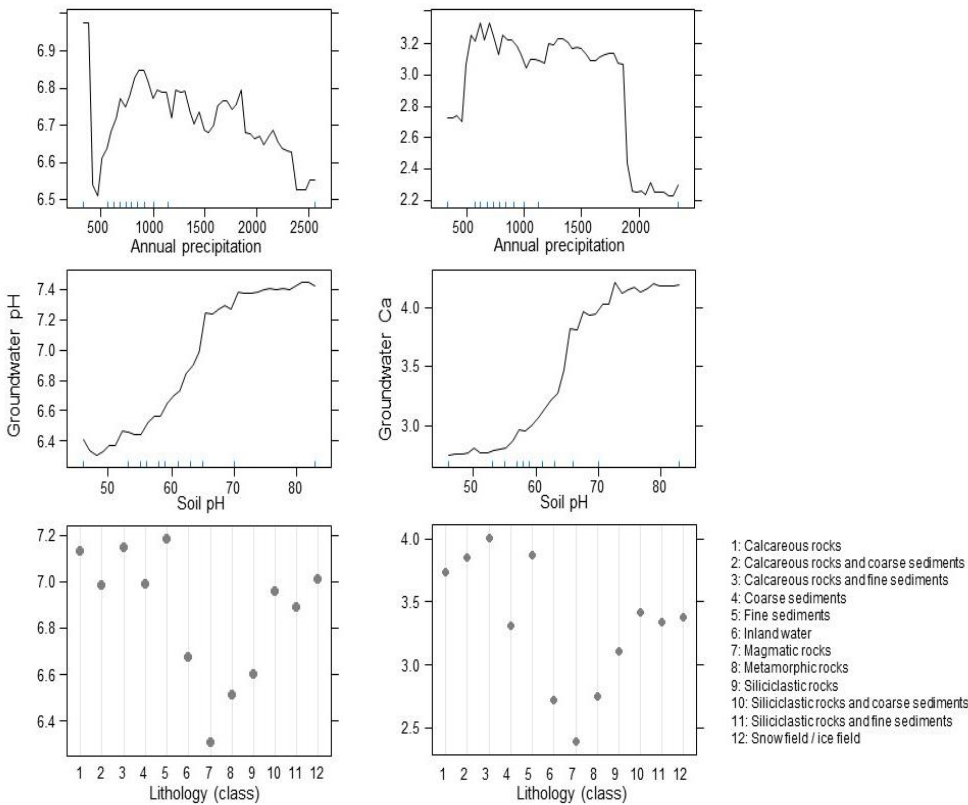 6.9
6.8
6.7
6.6
6.5
500 1000 1500 2000 2500
Annual precipitation
3.2
3.0
2.8
2.6
2.4
2.2
500 1000 1500 2000
Annual precipitation
Groundwater pH
7.4
7.2
7.0
6.8
6.6
6.4
50 60 70 80
Soil pH
Groundwater Ca
4.0
3.5
3.0
50 60 70 80
Soil pH
7.2
7.0
6.8
6.6
6.4
1 2 3 4 5 6 7 8 9 10 11 12
Lithology (class)
4.0
3.5
3.0
2.5
1 2 3 4 5 6 7 8 9 10 11 12
Lithology (class)
1: Calcareous rocks
2: Calcareous rocks and coarse sediments
3: Calcareous rocks and fine sediments
4: Coarse sediments
5: Fine sediments
6: Inland water
7: Magmatic rocks
8: Metamorphic rocks
9: Siliciclastic rocks
10: Siliciclastic rocks and coarse sediments
11: Siliciclastic rocks and fine sediments
12: Snow field / ice field